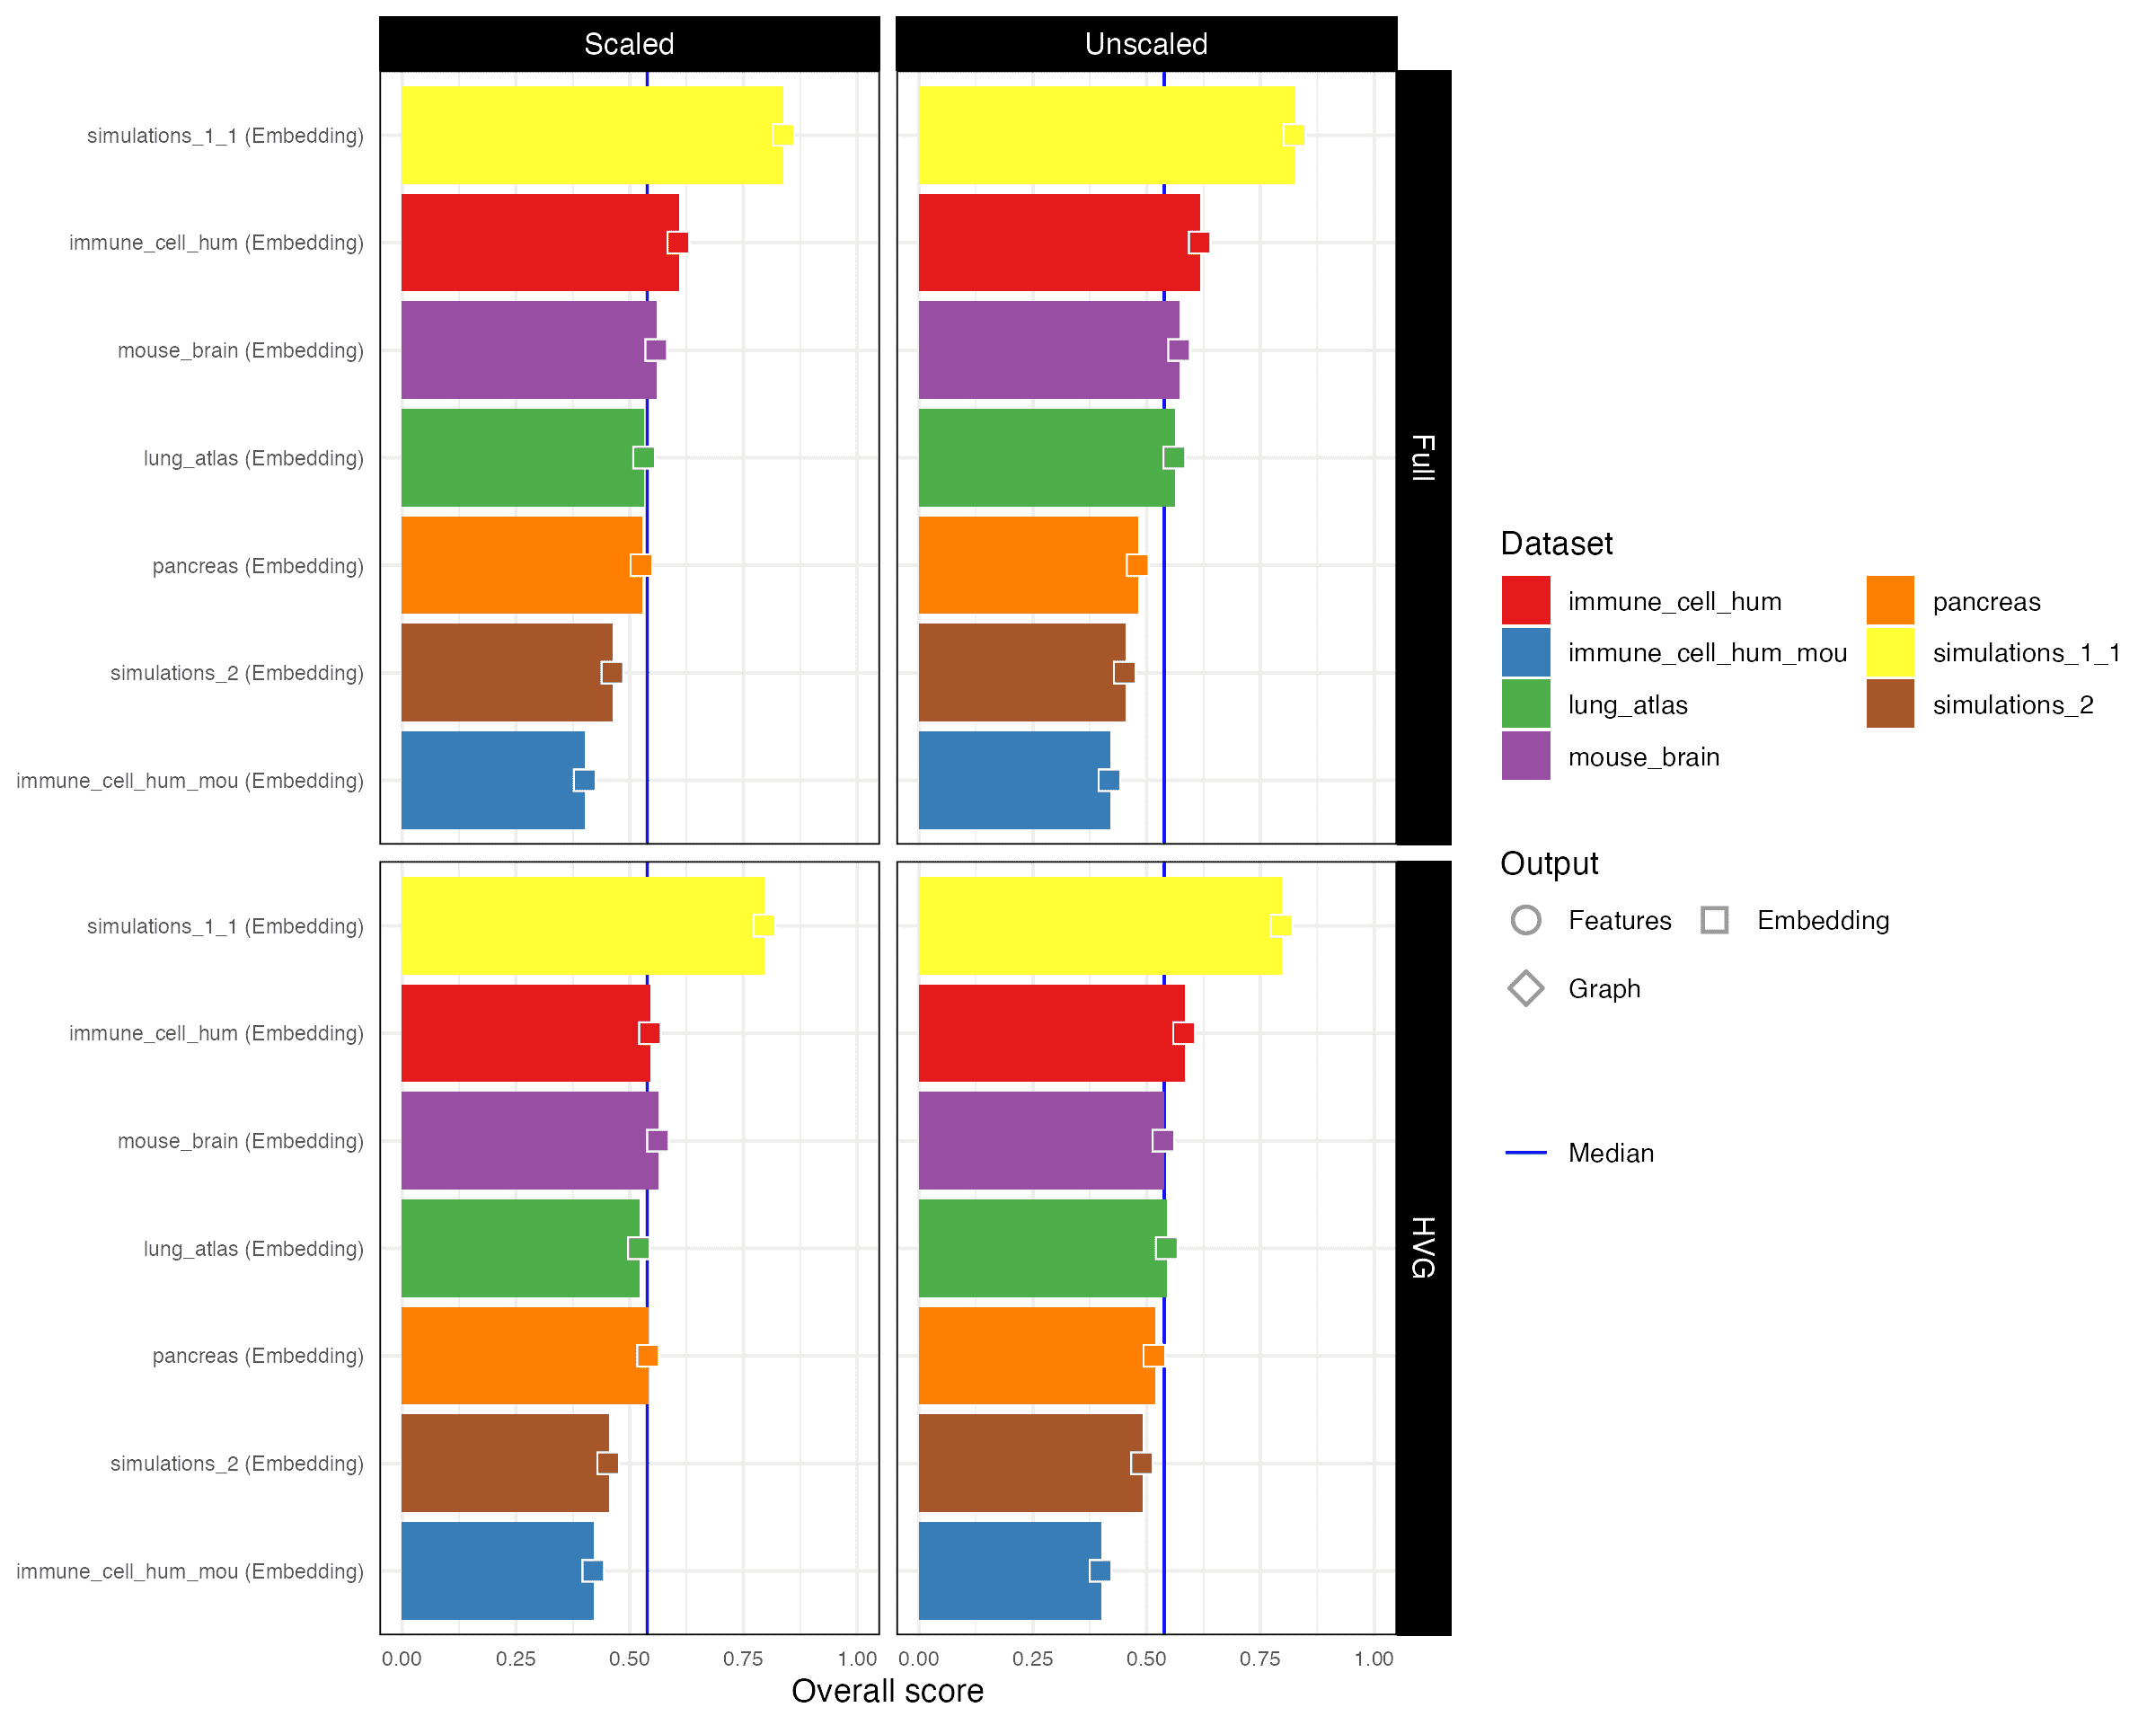 Scaled
Unscaled
simulations_1_1 (Embedding)
immune_cell_hum (Embedding)
mouse_brain (Embedding)
lung_atlas (Embedding)
pancreas (Embedding)
simulations_2 (Embedding)
immune_cell_hum_mou (Embedding)
Full
simulations_1_1 (Embedding)
immune_cell_hum (Embedding)
mouse_brain (Embedding)
lung_atlas (Embedding)
pancreas (Embedding)
simulations_2 (Embedding)
immune_cell_hum_mou (Embedding)
HVG
0.00 0.25 0.50 0.75 1.00
0.00 0.25 0.50 0.75 1.00
Overall score
Dataset
immune_cell_hum
immune_cell_hum_mou
lung_atlas
mouse_brain
pancreas
simulations_1_1
simulations_2
Output
Features
Embedding
Graph
Median